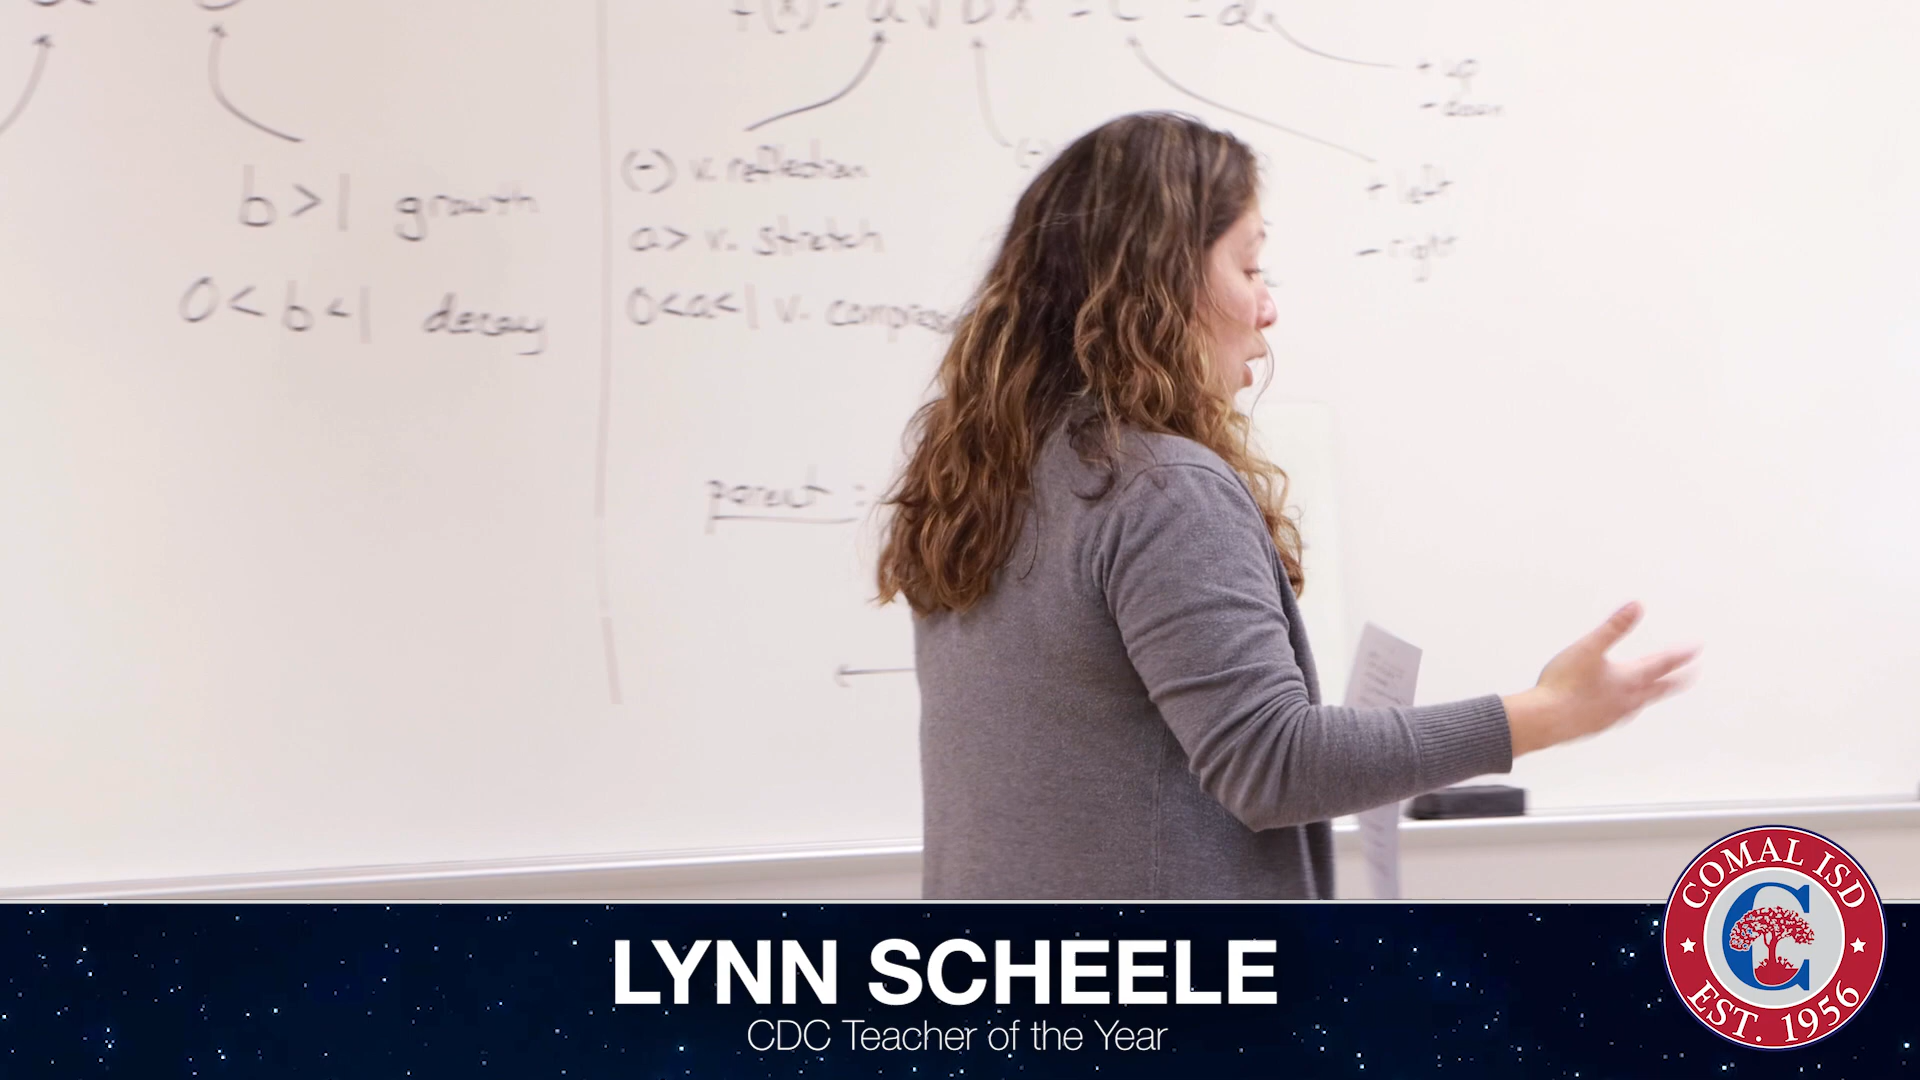 + up
- down
(-) v. reflection
+ left
b>1 growth
a> v. stretch
- right
0<b<1 decay
0<a<1 v.
parent =
COMAL ISD
EST. 1956
LYNN SCHEELE
CDC Teacher of the Year